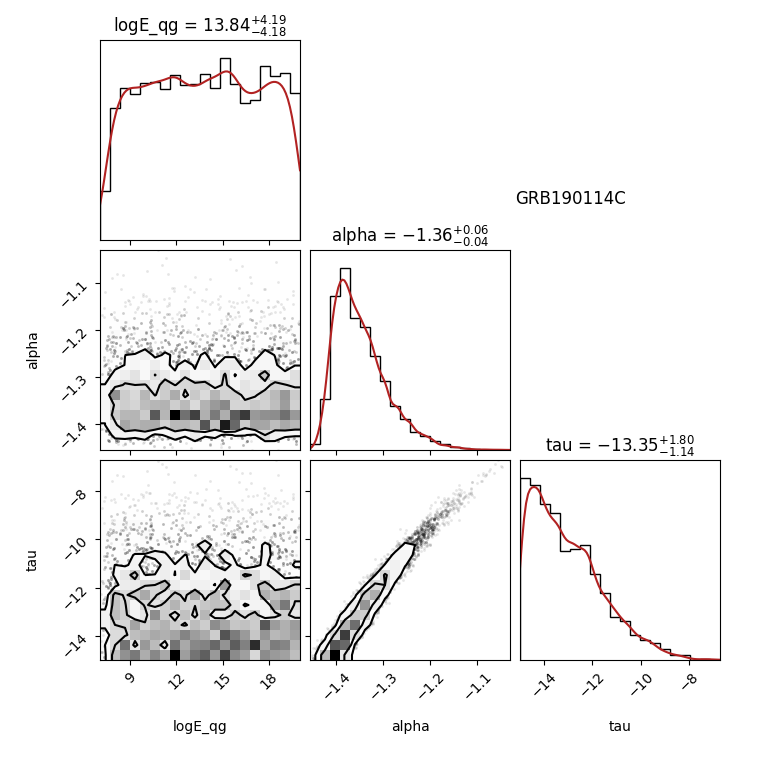 logE_qg = 13.84+4.19−4.18
GRB190114C
alpha = −1.36+0.06−0.04
−1.1
−1.2
−1.3
−1.4
alpha
tau = −13.35+1.80−1.14
−8
−10
−12
−14
tau
9 12 15 18
−1.4 −1.3 −1.2 −1.1
−14 −12 −10 −8
logE_qg alpha tau